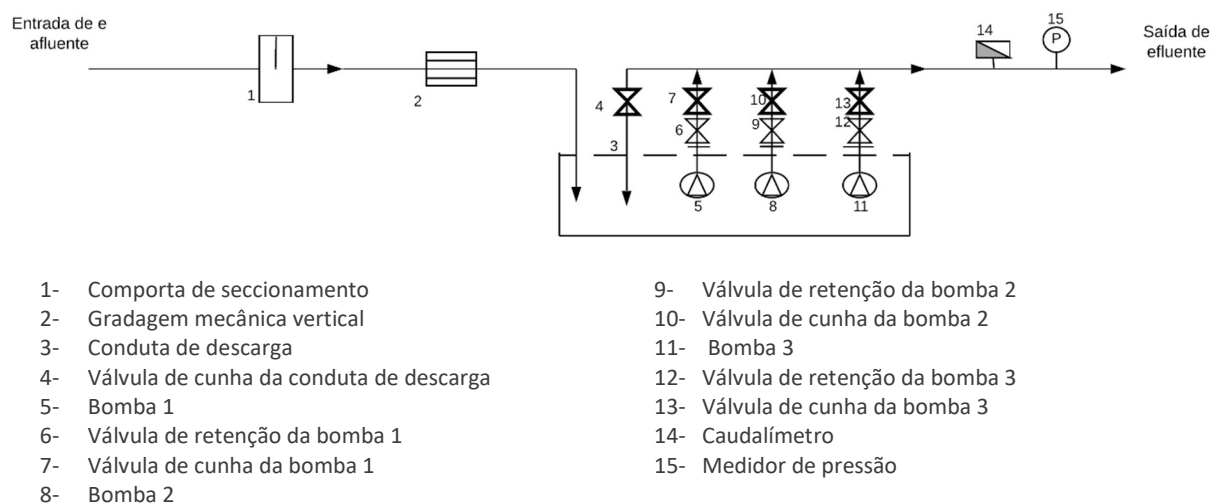 Entrada de e
afluente
1
2
3
4
5
6
7
8
9
10
11
12
13
14
15
P
Saída de
efluente
1- Comporta de seccionamento
2- Gradagem mecânica vertical
3- Conduta de descarga
4- Válvula de cunha da conduta de descarga
5- Bomba 1
6- Válvula de retenção da bomba 1
7- Válvula de cunha da bomba 1
8- Bomba 2
9- Válvula de retenção da bomba 2
10- Válvula de cunha da bomba 2
11- Bomba 3
12- Válvula de retenção da bomba 3
13- Válvula de cunha da bomba 3
14- Caudalímetro
15- Medidor de pressão